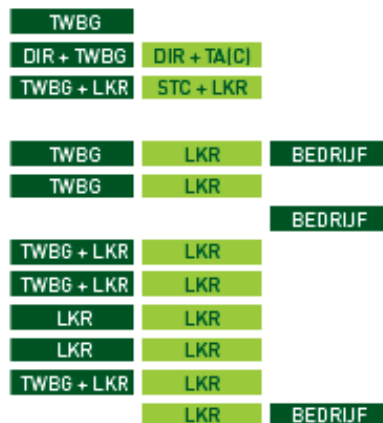 TWBG
DIR + TWBG DIR + TA(C)
TWBG + LKR STC + LKR
TWBG LKR BEDRIJF
TWBG LKR
BEDRIJF
TWBG + LKR LKR
TWBG + LKR LKR
LKR LKR
LKR LKR
TWBG + LKR LKR
LKR BEDRIJF